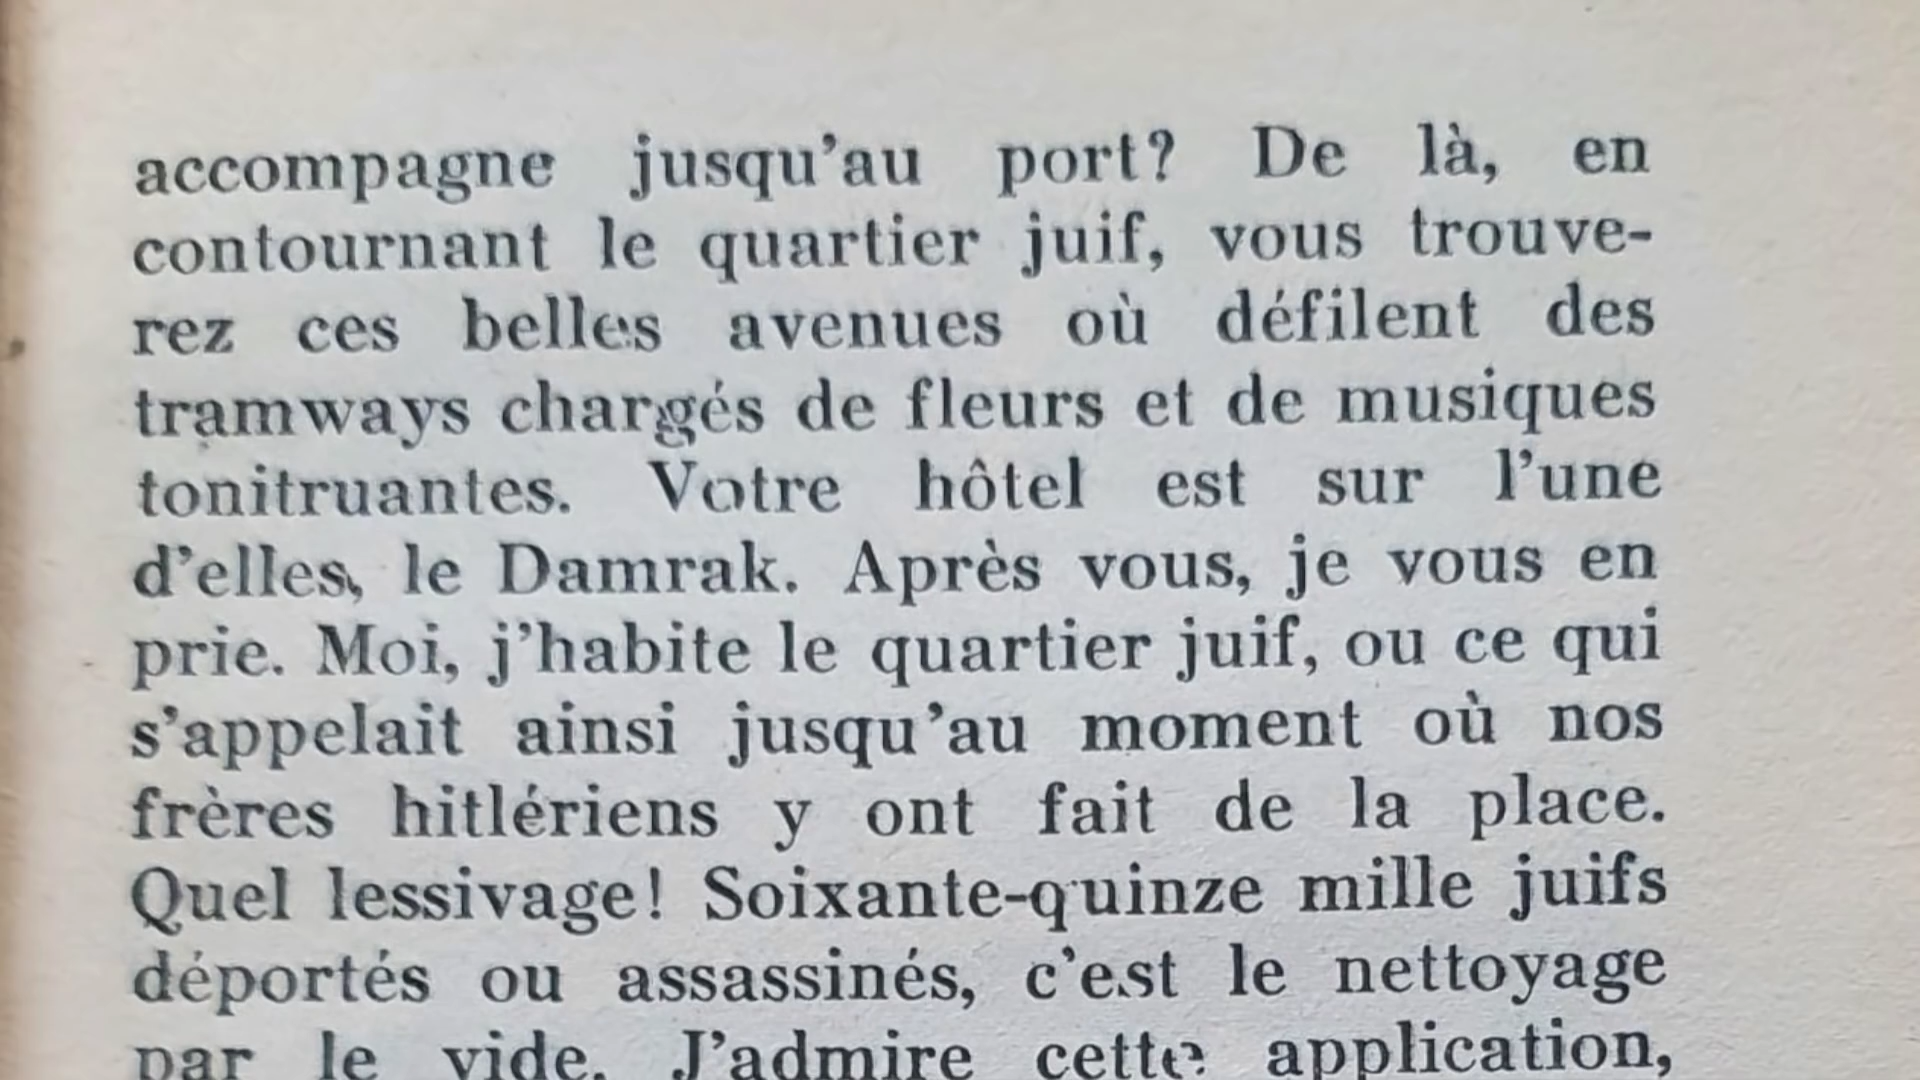 accompagne jusqu'au port? De là, en
contournant le quartier juif, vous trouve-
rez ces belles avenues où défilent des
tramways chargés de fleurs et de musiques
tonitruantes. Votre hôtel est sur l'une
d'elles, le Damrak. Après vous, je vous en
prie. Moi, j'habite le quartier juif, ou ce qui
s'appelait ainsi jusqu'au moment où nos
frères hitlériens y ont fait de la place.
Quel lessivage! Soixante-quinze mille juifs
déportés ou assassinés, c'est le nettoyage
par le vide. J'admire cette application,